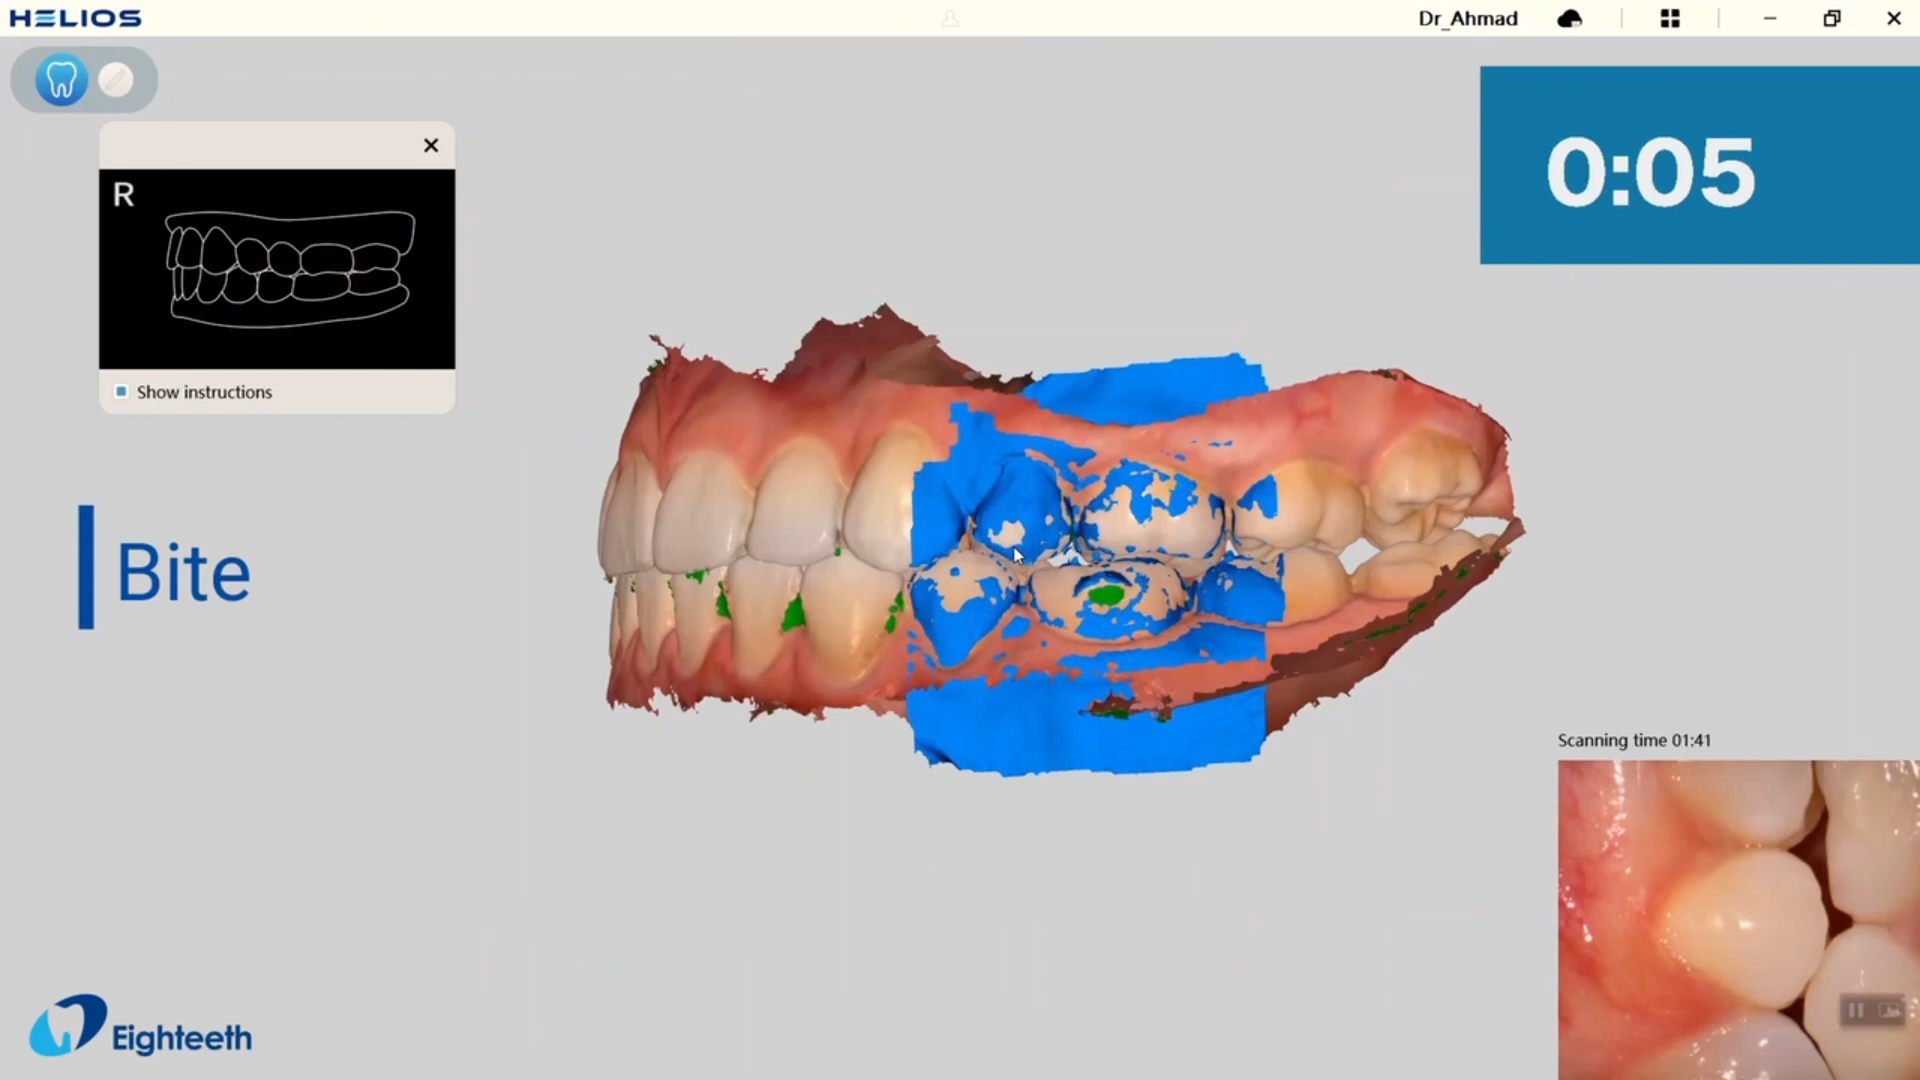 HELIOS
Dr_Ahmad
0:05
R
Show instructions
Bite
Scanning time 01:41
Eighteeth